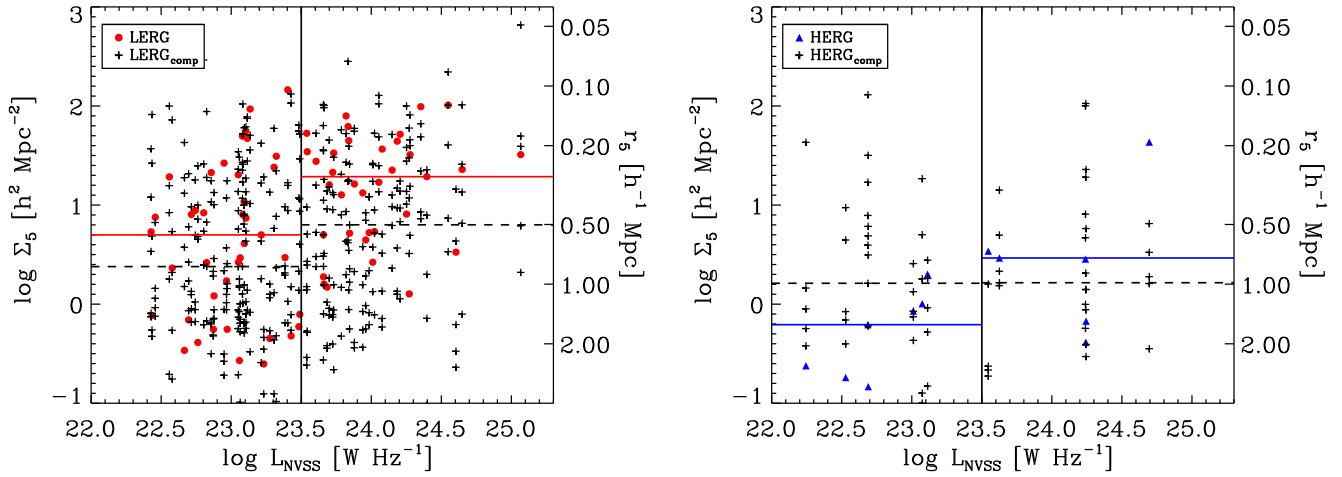 LERG
LERG_comp
3
2
1
0
−1
log Σ₅ [h² Mpc⁻²]
22.0 22.5 23.0 23.5 24.0 24.5 25.0
log L_NVSS [W Hz⁻¹]
0.05
0.10
0.20
0.50
1.00
2.00
r₅ [h⁻¹ Mpc]
HERG
HERG_comp
3
2
1
0
−1
log Σ₅ [h² Mpc⁻²]
22.0 22.5 23.0 23.5 24.0 24.5 25.0
log L_NVSS [W Hz⁻¹]
0.05
0.10
0.20
0.50
1.00
2.00
r₅ [h⁻¹ Mpc]